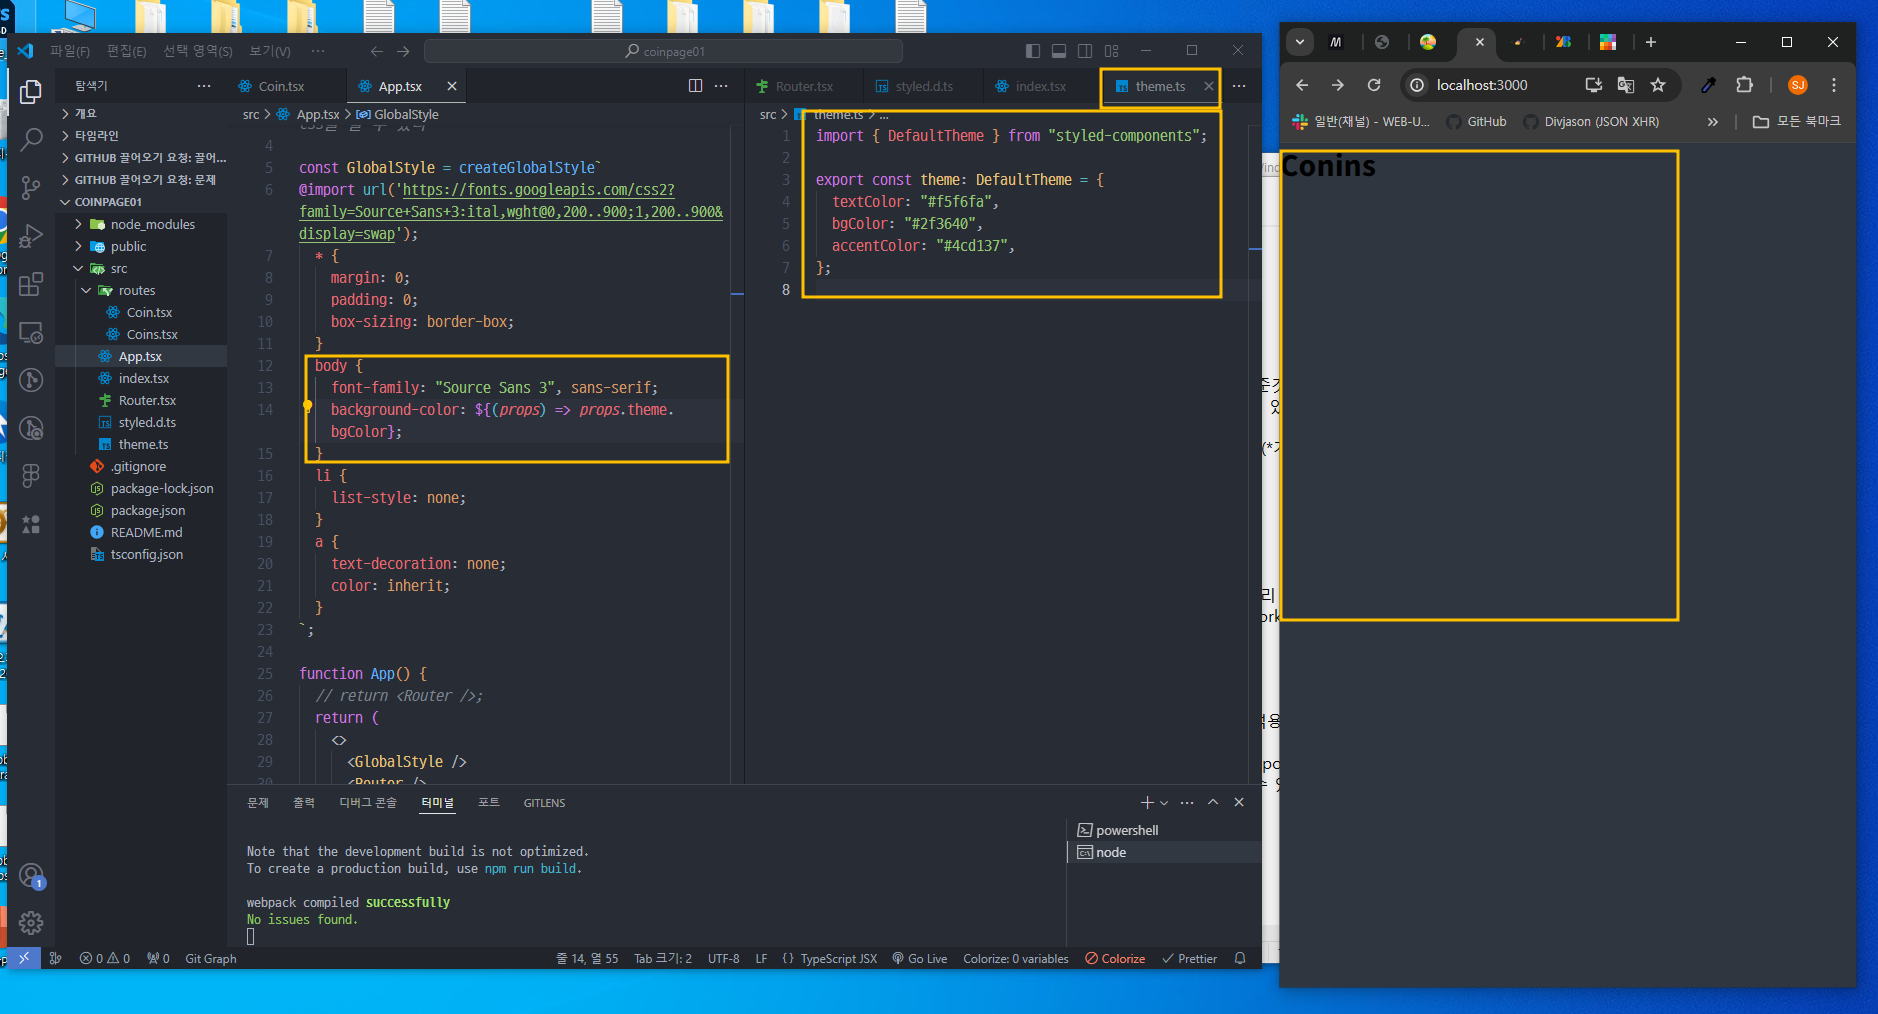 파일(F) 편집(E) 선택 영역(S) 보기(V) ···
coinpage01
탐색기
개요
타임라인
GITHUB 끌어오기 요청: 끌어...
GITHUB 끌어오기 요청: 문제
COINPAGE01
node_modules
public
src
routes
Coin.tsx
Coins.tsx
App.tsx
index.tsx
Router.tsx
styled.d.ts
theme.ts
.gitignore
package-lock.json
package.json
README.md
tsconfig.json
Coin.tsx App.tsx
src > App.tsx > GlobalStyle
4
5 const GlobalStyle = createGlobalStyle`
6 @import url('https://fonts.googleapis.com/css2?
family=Source+Sans+3:ital,wght@0,200..900;1,200..900&
display=swap');
7 * {
8 margin: 0;
9 padding: 0;
10 box-sizing: border-box;
11 }
12 body {
13 font-family: "Source Sans 3", sans-serif;
14 background-color: ${(props) => props.theme.
bgColor};
15 }
16 li {
17 list-style: none;
18 }
19 a {
20 text-decoration: none;
21 color: inherit;
22 }
23 `;
24
25 function App() {
26 // return <Router />;
27 return (
28 <>
29 <GlobalStyle />
30 <Router />
Router.tsx styled.d.ts index.tsx theme.ts
src > theme.ts > ...
1 import { DefaultTheme } from "styled-components";
2
3 export const theme: DefaultTheme = {
4 textColor: "#f5f6fa",
5 bgColor: "#2f3640",
6 accentColor: "#4cd137",
7 };
8
문제 출력 디버그 콘솔 터미널 포트 GITLENS
Note that the development build is not optimized.
To create a production build, use npm run build.
webpack compiled successfully
No issues found.
powershell
node
1
0 0 0 Git Graph 줄 14, 열 55 Tab 크기: 2 UTF-8 LF {} TypeScript JSX Go Live Colorize: 0 variables Colorize Prettier
localhost:3000
SJ
일반(채널) - WEB-U... GitHub Divjason (JSON XHR) » 모든 북마크
Conins